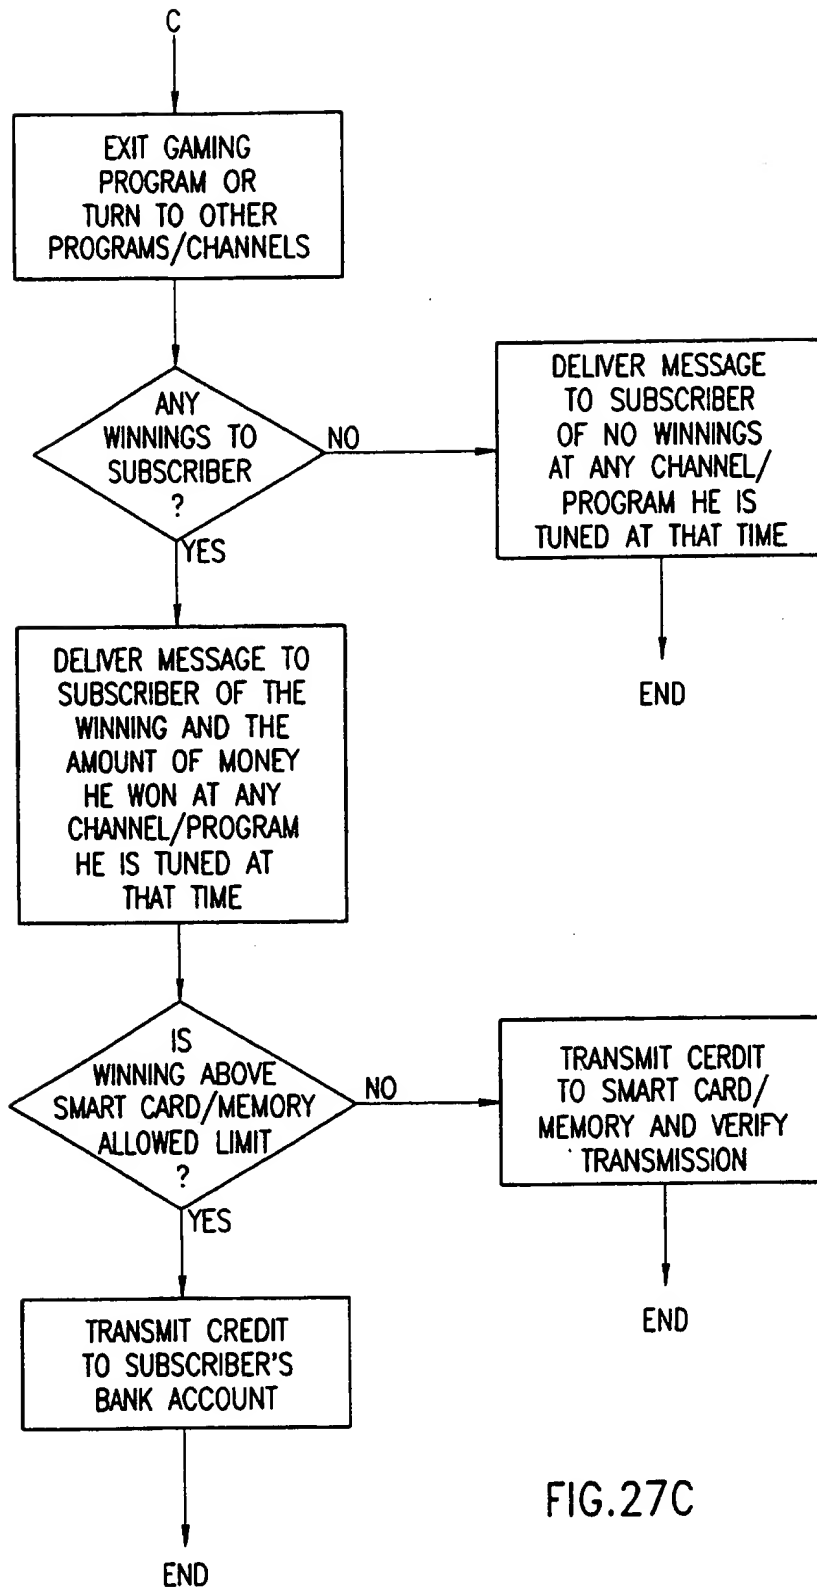 C
EXIT GAMING
PROGRAM OR
TURN TO OTHER
PROGRAMS/CHANNELS
ANY
WINNINGS TO
SUBSCRIBER
?
NO
YES
DELIVER MESSAGE
TO SUBSCRIBER
OF NO WINNINGS
AT ANY CHANNEL/
PROGRAM HE IS
TUNED AT THAT TIME
END
DELIVER MESSAGE TO
SUBSCRIBER OF THE
WINNING AND THE
AMOUNT OF MONEY
HE WON AT ANY
CHANNEL/PROGRAM
HE IS TUNED AT
THAT TIME
IS
WINNING ABOVE
SMART CARD/MEMORY
ALLOWED LIMIT
?
NO
YES
TRANSMIT CERDIT
TO SMART CARD/
MEMORY AND VERIFY
TRANSMISSION
END
TRANSMIT CREDIT
TO SUBSCRIBER'S
BANK ACCOUNT
END
FIG.27C